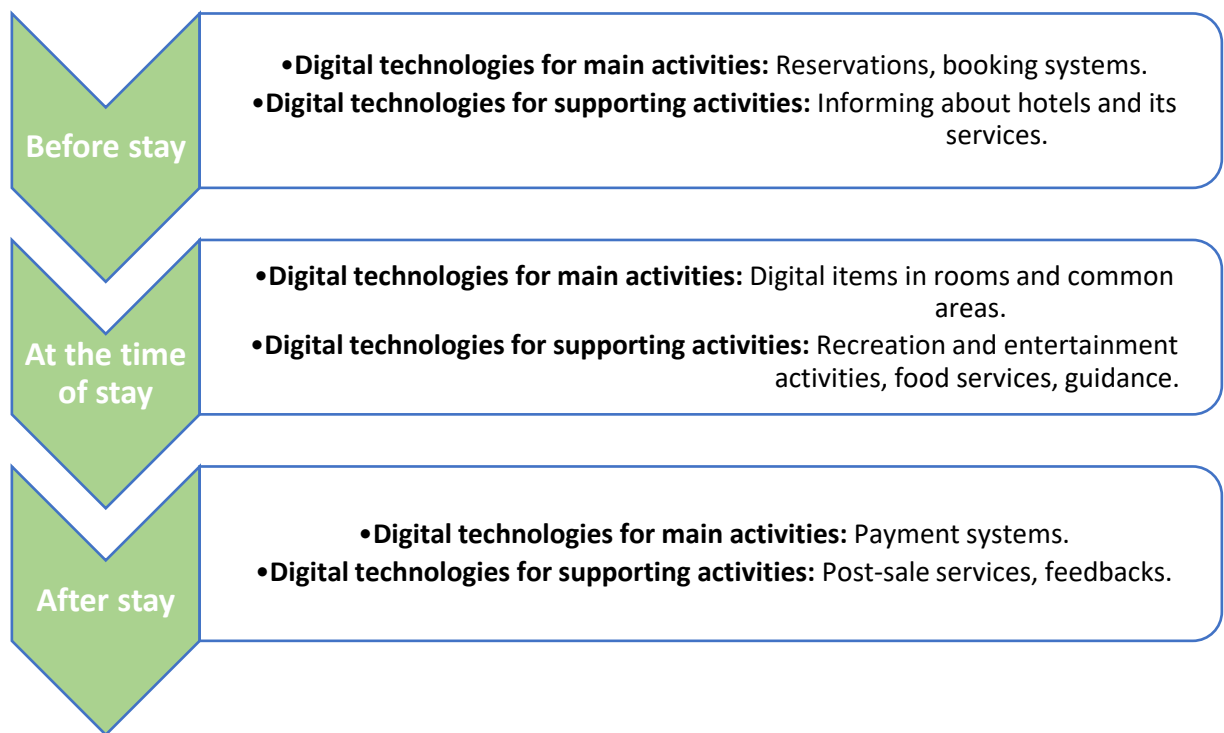 Before stay
•Digital technologies for main activities: Reservations, booking systems.
•Digital technologies for supporting activities: Informing about hotels and its
services.
At the time
of stay
•Digital technologies for main activities: Digital items in rooms and common
areas.
•Digital technologies for supporting activities: Recreation and entertainment
activities, food services, guidance.
After stay
•Digital technologies for main activities: Payment systems.
•Digital technologies for supporting activities: Post-sale services, feedbacks.